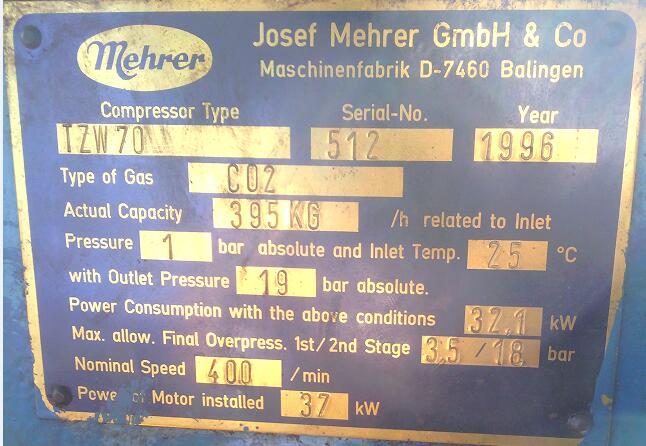 Mehrer
Josef Mehrer GmbH & Co
Maschinenfabrik D-7460 Balingen
Compressor Type Serial-No. Year
TZW70 512 1996
Type of Gas CO2
Actual Capacity 395KG /h related to Inlet
Pressure 1 bar absolute and Inlet Temp. 25 °C
with Outlet Pressure 19 bar absolute.
Power Consumption with the above conditions 32,1 kW
Max. allow. Final Overpress. 1st/2nd Stage 3,5/18 bar
Nominal Speed 400 /min
Power of Motor installed 37 kW